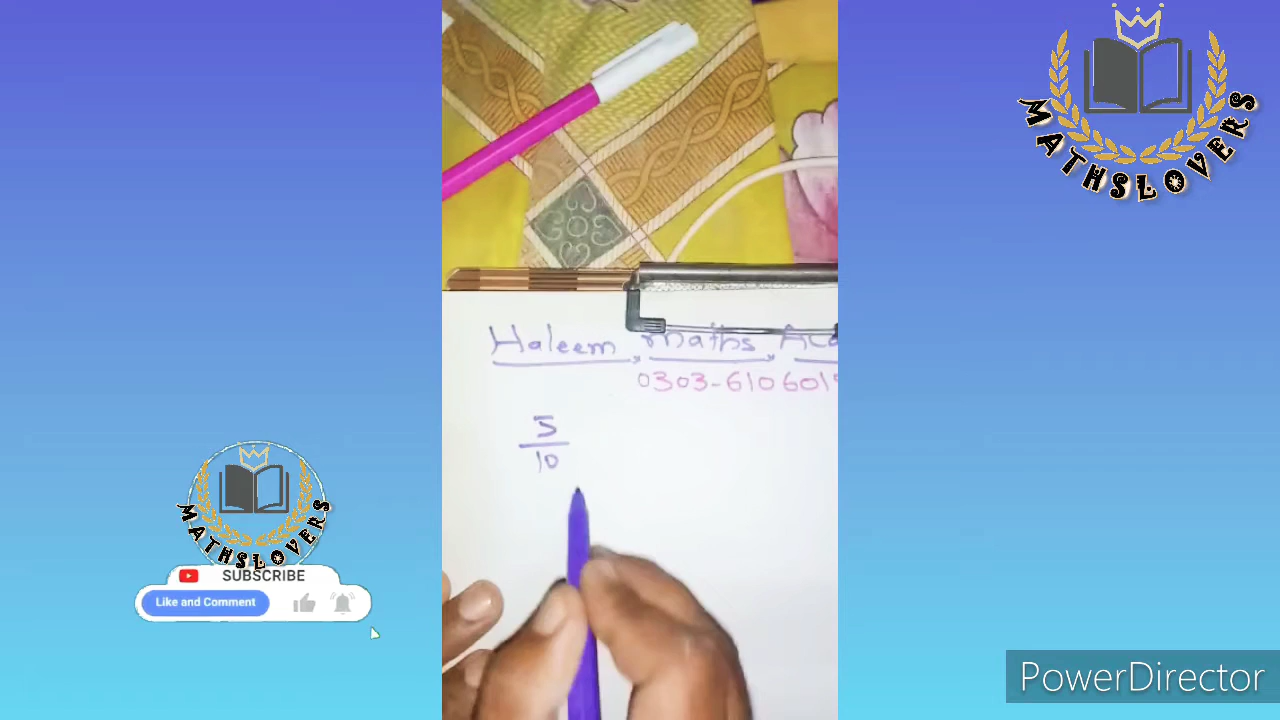 MATHSLOVERS
Haleem Maths
0303-610601
5
10
MATHSLOVERS
SUBSCRIBE
Like and Comment
PowerDirector